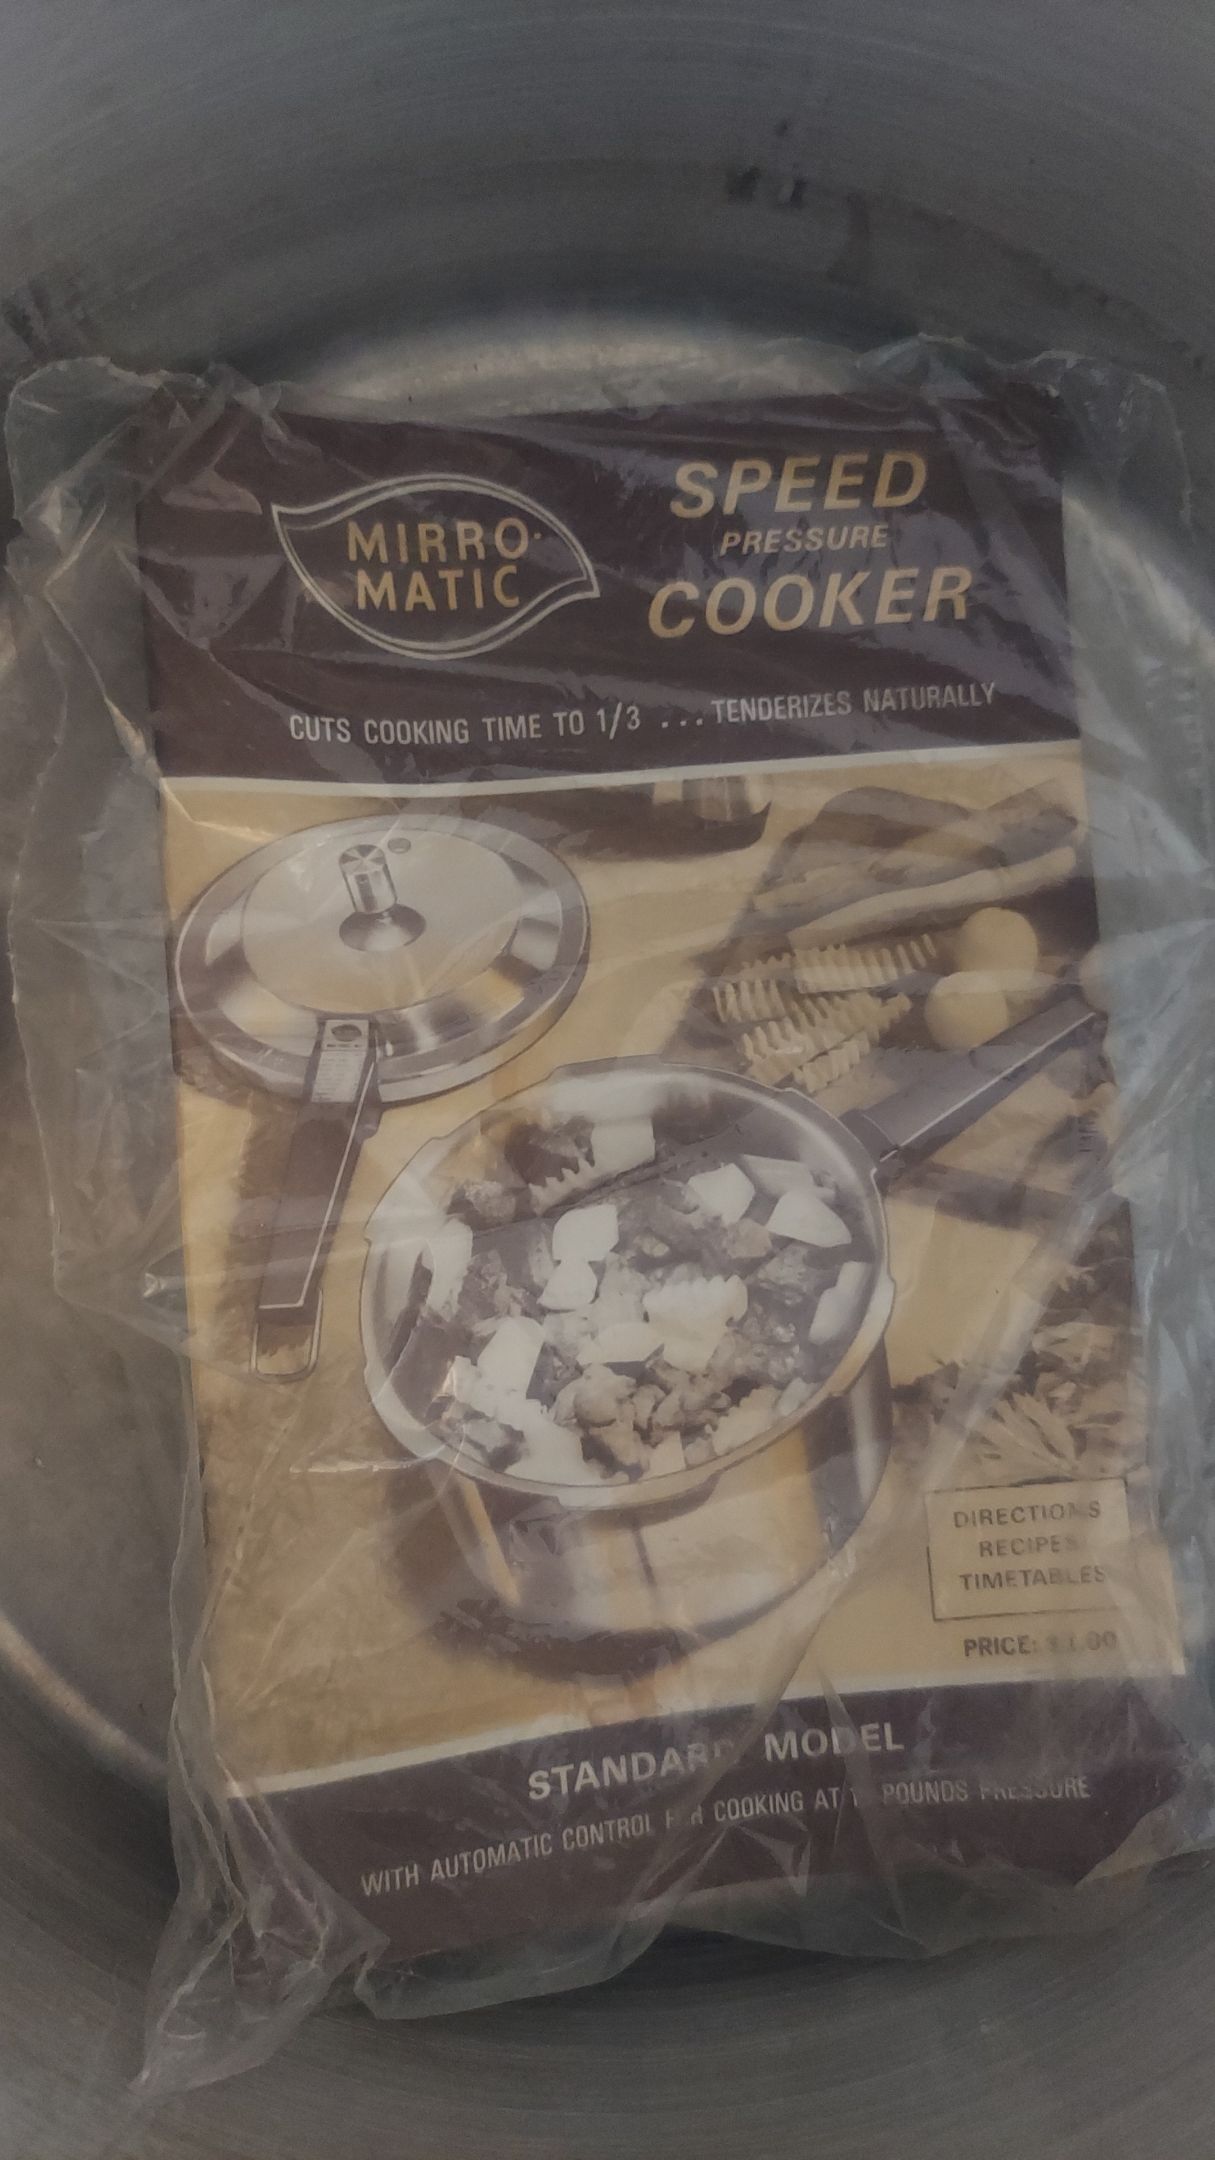 MIRRO
MATIC
SPEED
PRESSURE
COOKER
CUTS COOKING TIME TO 1/3 ... TENDERIZES NATURALLY
DIRECTIONS
RECIPES
TIMETABLES
PRICE:
STANDARD MODEL
WITH AUTOMATIC CONTROL FOR COOKING AT POUNDS PRESSURE